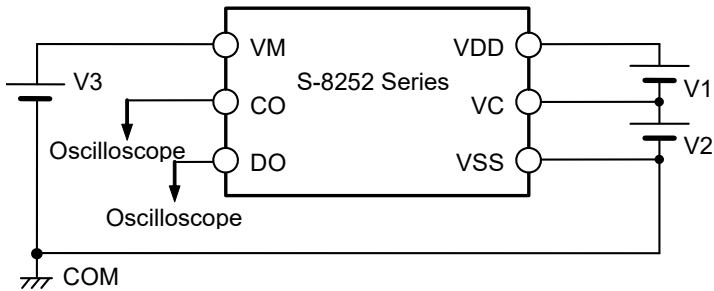 VM
VDD
S-8252 Series
V3
V1
CO
VC
V2
Oscilloscope
DO
VSS
Oscilloscope
COM